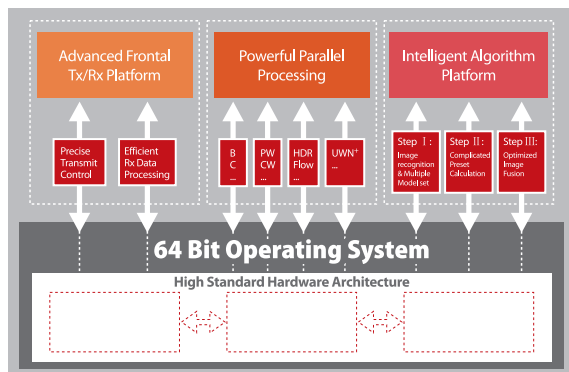 Advanced Frontal
Tx/Rx Platform
Powerful Parallel
Processing
Intelligent Algorithm
Platform
Precise
Transmit
Control
Efficient
Rx Data
Processing
B
C
...
PW
CW
...
HDR
Flow
...
UWN+
...
Step Ⅰ:
Image
recognition
& Multiple
Model set
Step Ⅱ:
Complicated
Preset
Calculation
Step Ⅲ:
Optimized
Image
Fusion
64 Bit Operating System
High Standard Hardware Architecture